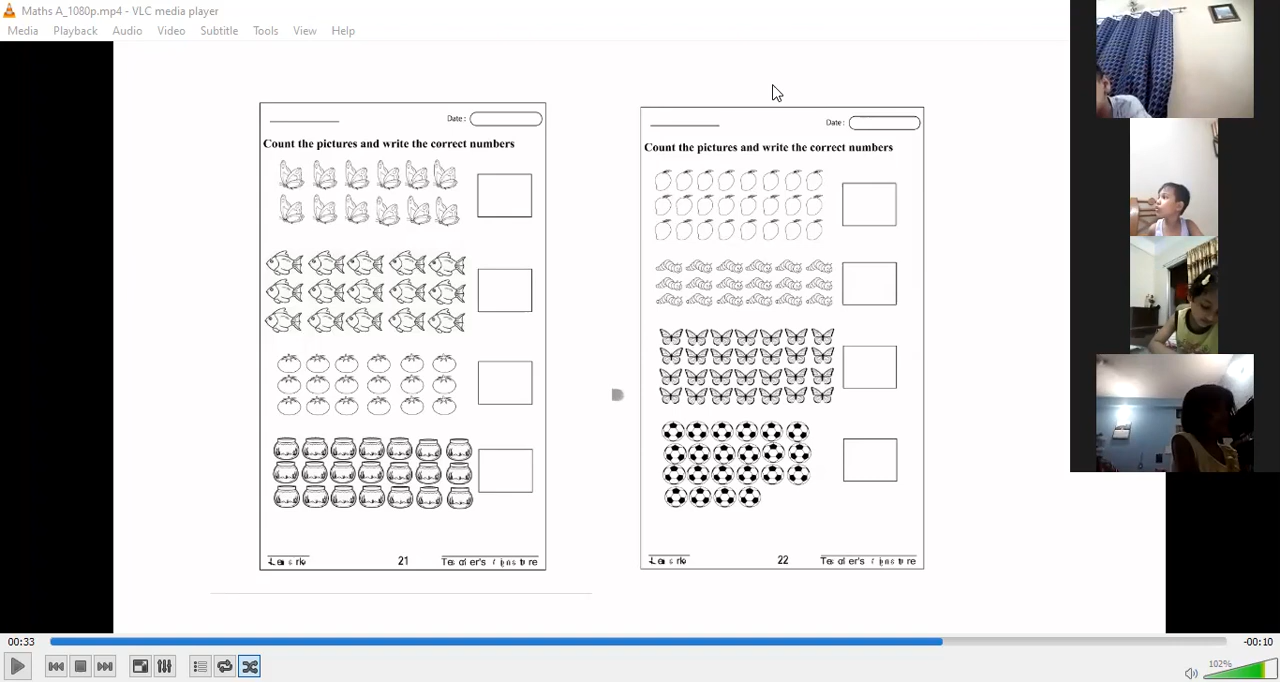 Maths A_1080p.mp4 - VLC media player
Media Playback Audio Video Subtitle Tools View Help
Date :
Count the pictures and write the correct numbers
21
Date :
Count the pictures and write the correct numbers
22
00:33
-00:10
102%